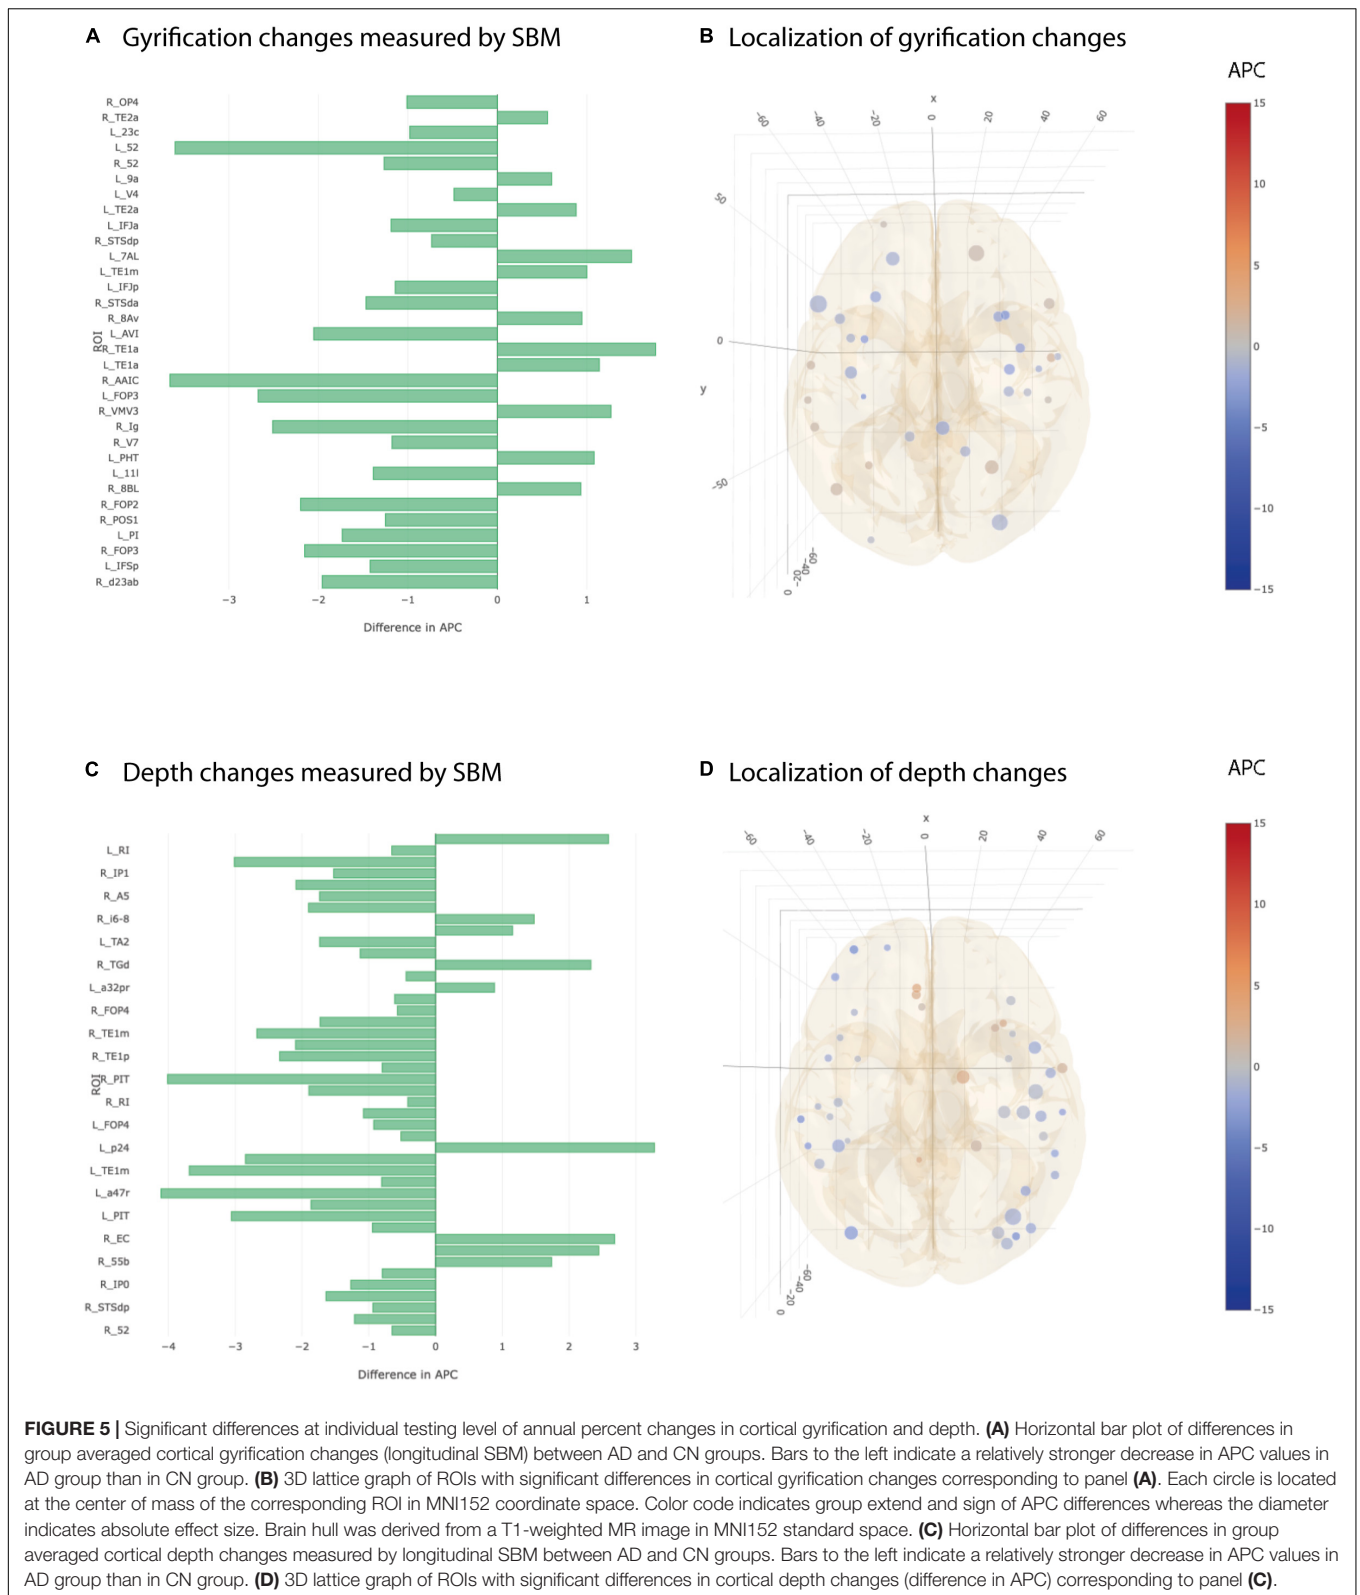 A Gyrification changes measured by SBM
R_OP4
R_TE2a
L_23c
L_52
R_52
L_9a
L_V4
L_TE2a
L_IFJa
R_STSdp
L_7AL
L_TE1m
L_IFJp
R_STSda
R_8Av
L_AVI
R_TE1a
L_TE1a
R_AAIC
L_FOP3
R_VMV3
R_Ig
R_V7
L_PHT
L_11l
R_8BL
R_FOP2
R_POS1
L_PI
R_FOP3
L_IFSp
R_d23ab
ROI
−3 −2 −1 0 1
Difference in APC
B Localization of gyrification changes
x
−60 −40 −20 0 20 40 60
50
0
y
−50
−60
−40
−20
0
APC
15
10
5
0
−5
−10
−15
C Depth changes measured by SBM
L_RI
R_IP1
R_A5
R_i6-8
L_TA2
R_TGd
L_a32pr
R_FOP4
R_TE1m
R_TE1p
R_PIT
R_RI
L_FOP4
L_p24
L_TE1m
L_a47r
L_PIT
R_EC
R_55b
R_IP0
R_STSdp
R_52
ROI
−4 −3 −2 −1 0 1 2 3
Difference in APC
D Localization of depth changes
x
−60 −40 −20 0 20 40 60
−60
−40
−20
0
APC
15
10
5
0
−5
−10
−15
FIGURE 5 | Significant differences at individual testing level of annual percent changes in cortical gyrification and depth. (A) Horizontal bar plot of differences in
group averaged cortical gyrification changes (longitudinal SBM) between AD and CN groups. Bars to the left indicate a relatively stronger decrease in APC values in
AD group than in CN group. (B) 3D lattice graph of ROIs with significant differences in cortical gyrification changes corresponding to panel (A). Each circle is located
at the center of mass of the corresponding ROI in MNI152 coordinate space. Color code indicates group extend and sign of APC differences whereas the diameter
indicates absolute effect size. Brain hull was derived from a T1-weighted MR image in MNI152 standard space. (C) Horizontal bar plot of differences in group
averaged cortical depth changes measured by longitudinal SBM between AD and CN groups. Bars to the left indicate a relatively stronger decrease in APC values in
AD group than in CN group. (D) 3D lattice graph of ROIs with significant differences in cortical depth changes (difference in APC) corresponding to panel (C).